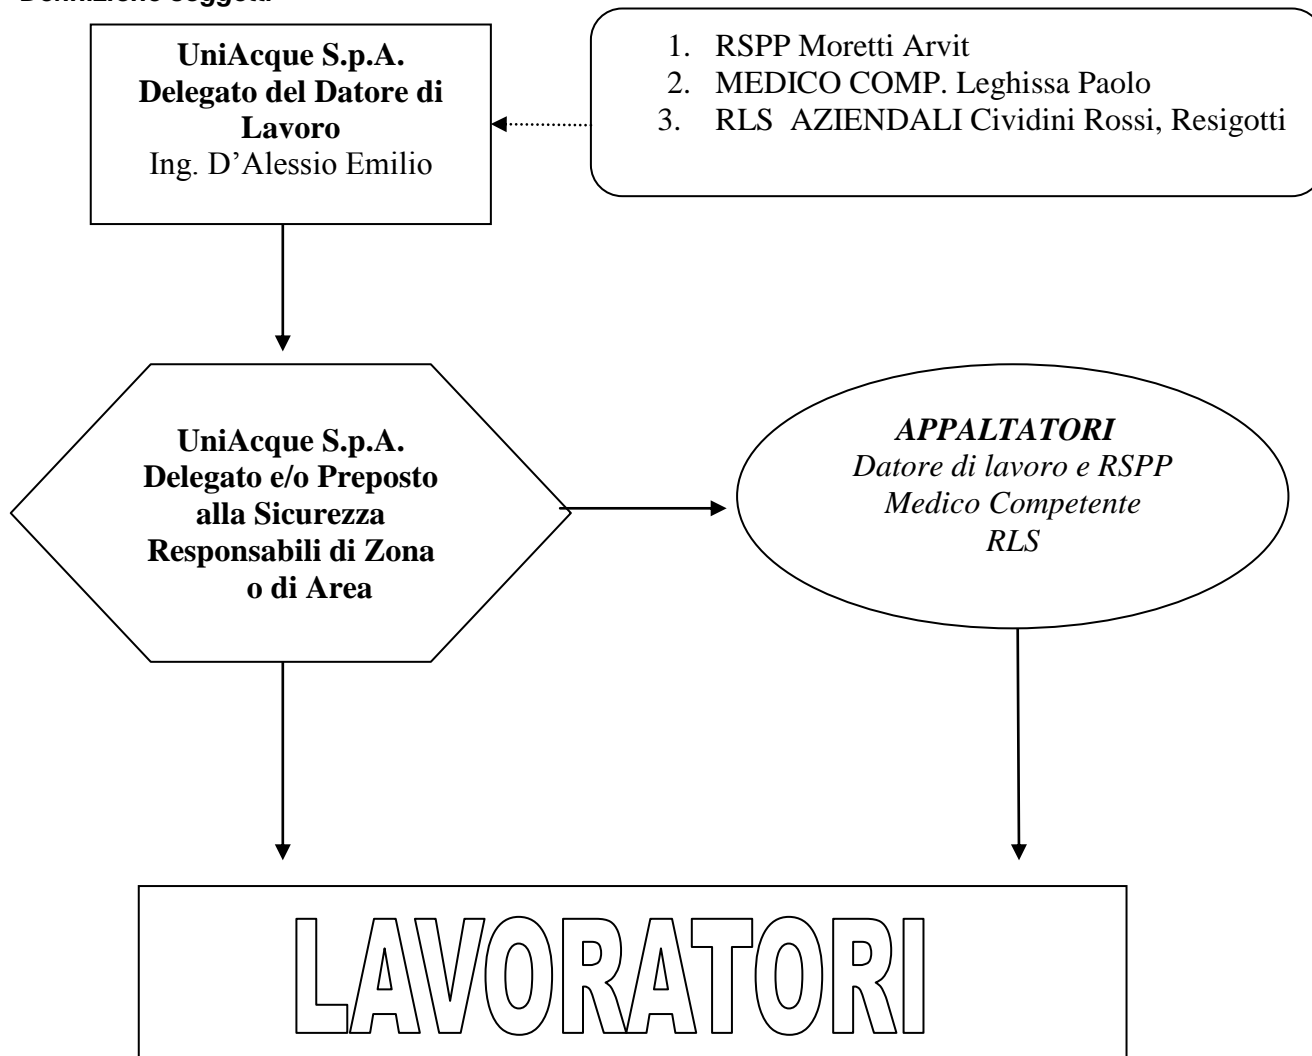 Definizione soggetti
UniAcque S.p.A.
Delegato del Datore di
Lavoro
Ing. D’Alessio Emilio
1. RSPP Moretti Arvit
2. MEDICO COMP. Leghissa Paolo
3. RLS AZIENDALI Cividini Rossi, Resigotti
UniAcque S.p.A.
Delegato e/o Preposto
alla Sicurezza
Responsabili di Zona
o di Area
APPALTATORI
Datore di lavoro e RSPP
Medico Competente
RLS
LAVORATORI